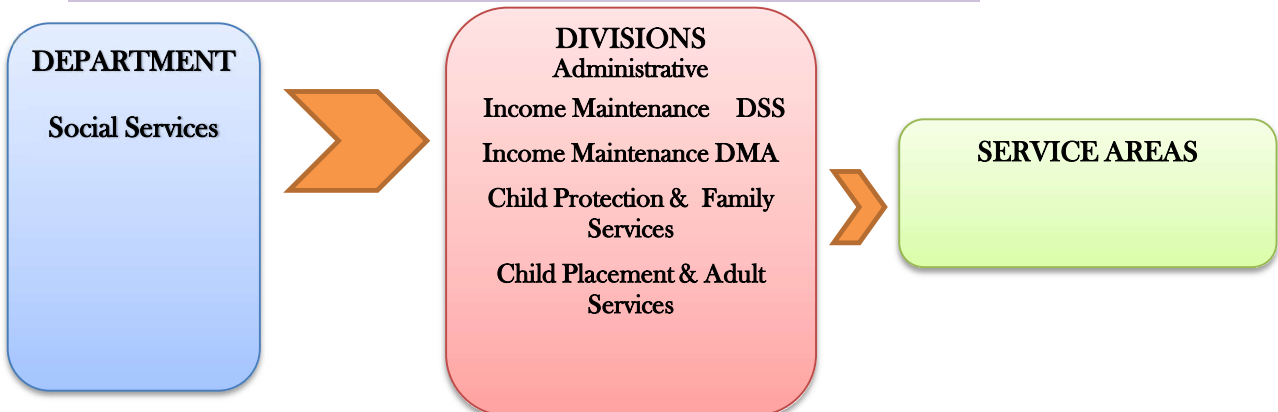 DEPARTMENT
Social Services
DIVISIONS
Administrative
Income Maintenance DSS
Income Maintenance DMA
Child Protection & Family
Services
Child Placement & Adult
Services
SERVICE AREAS